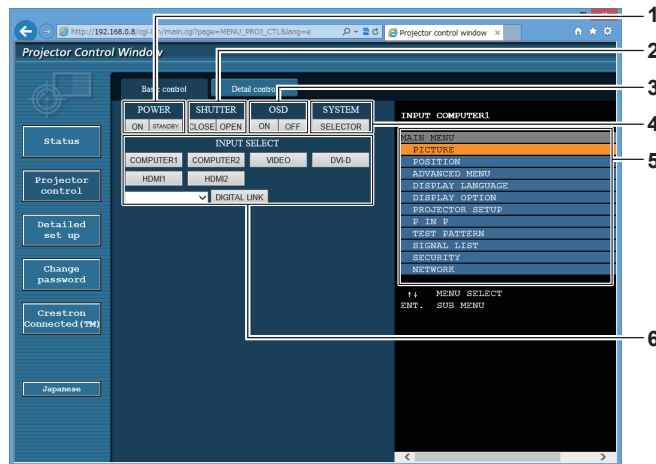 http://192.168.0.8/cgi-bin/main.cgi?page=MENU_PROJ_CTL&lang=e
Projector control window
Projector Control Window
Basic control
Detail control
POWER SHUTTER OSD SYSTEM
ON STANDBY CLOSE OPEN ON OFF SELECTOR
INPUT SELECT
COMPUTER1 COMPUTER2 VIDEO DVI-D
HDMI1 HDMI2
DIGITAL LINK
Status
Projector
control
Detailed
set up
Change
password
Crestron
Connected(TM)
Japanese
INPUT COMPUTER1
MAIN MENU
PICTURE
POSITION
ADVANCED MENU
DISPLAY LANGUAGE
DISPLAY OPTION
PROJECTOR SETUP
P IN P
TEST PATTERN
SIGNAL LIST
SECURITY
NETWORK
↑↓ MENU SELECT
ENT. SUB MENU
1
2
3
4
5
6